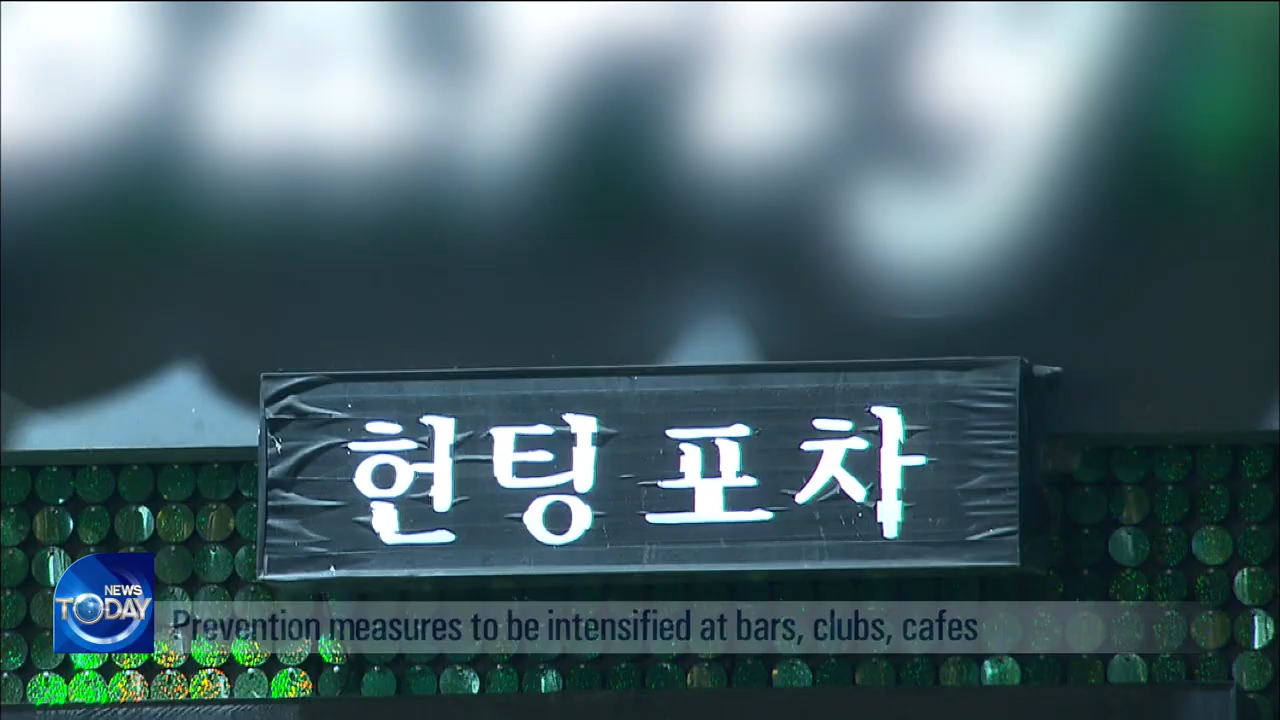 헌팅포차
NEWS
TODAY
Prevention measures to be intensified at bars, clubs, cafes